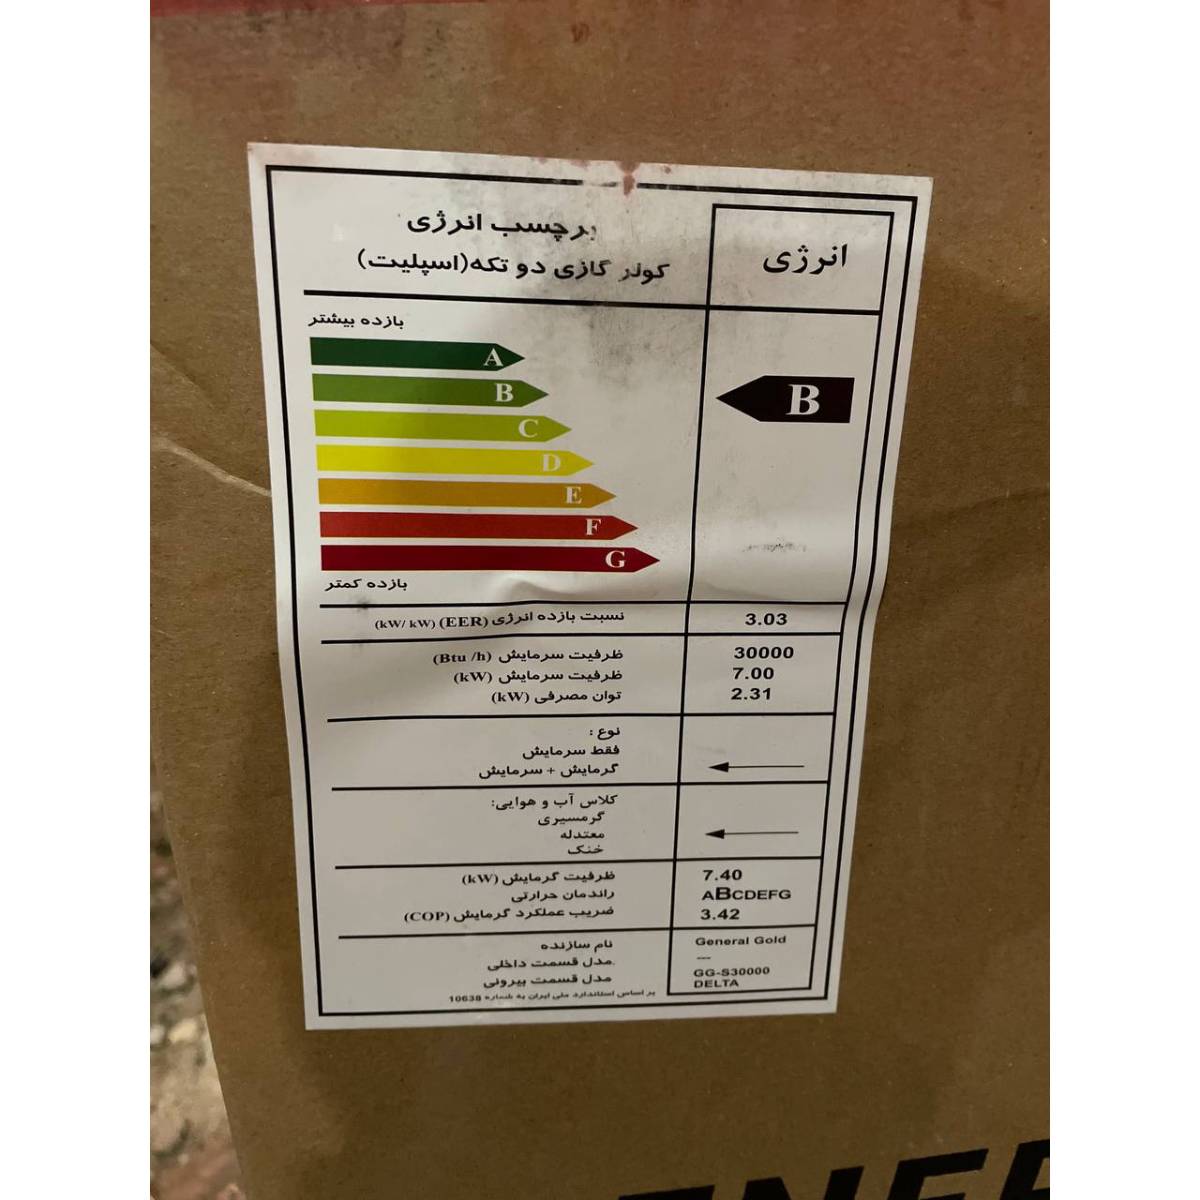 برچسب انرژی
کولر گازی دو تکه(اسپلیت)
انرژی
بازده بیشتر
A
B
C
D
E
F
G
بازده کمتر
B
نسبت بازده انرژی (EER) (kW/ kW) 3.03
ظرفیت سرمایش (Btu /h) 30000
ظرفیت سرمایش (kW) 7.00
توان مصرفی (kW) 2.31
نوع :
فقط سرمایش
گرمایش + سرمایش
کلاس آب و هوایی:
گرمسیری
معتدله
خنک
ظرفیت گرمایش (kW) 7.40
راندمان حرارتی ABCDEFG
ضریب عملکرد گرمایش (COP) 3.42
نام سازنده General Gold
مدل قسمت داخلی ---
مدل قسمت بیرونی GG-S30000
DELTA
بر اساس استاندارد ملی ایران به شماره 10638